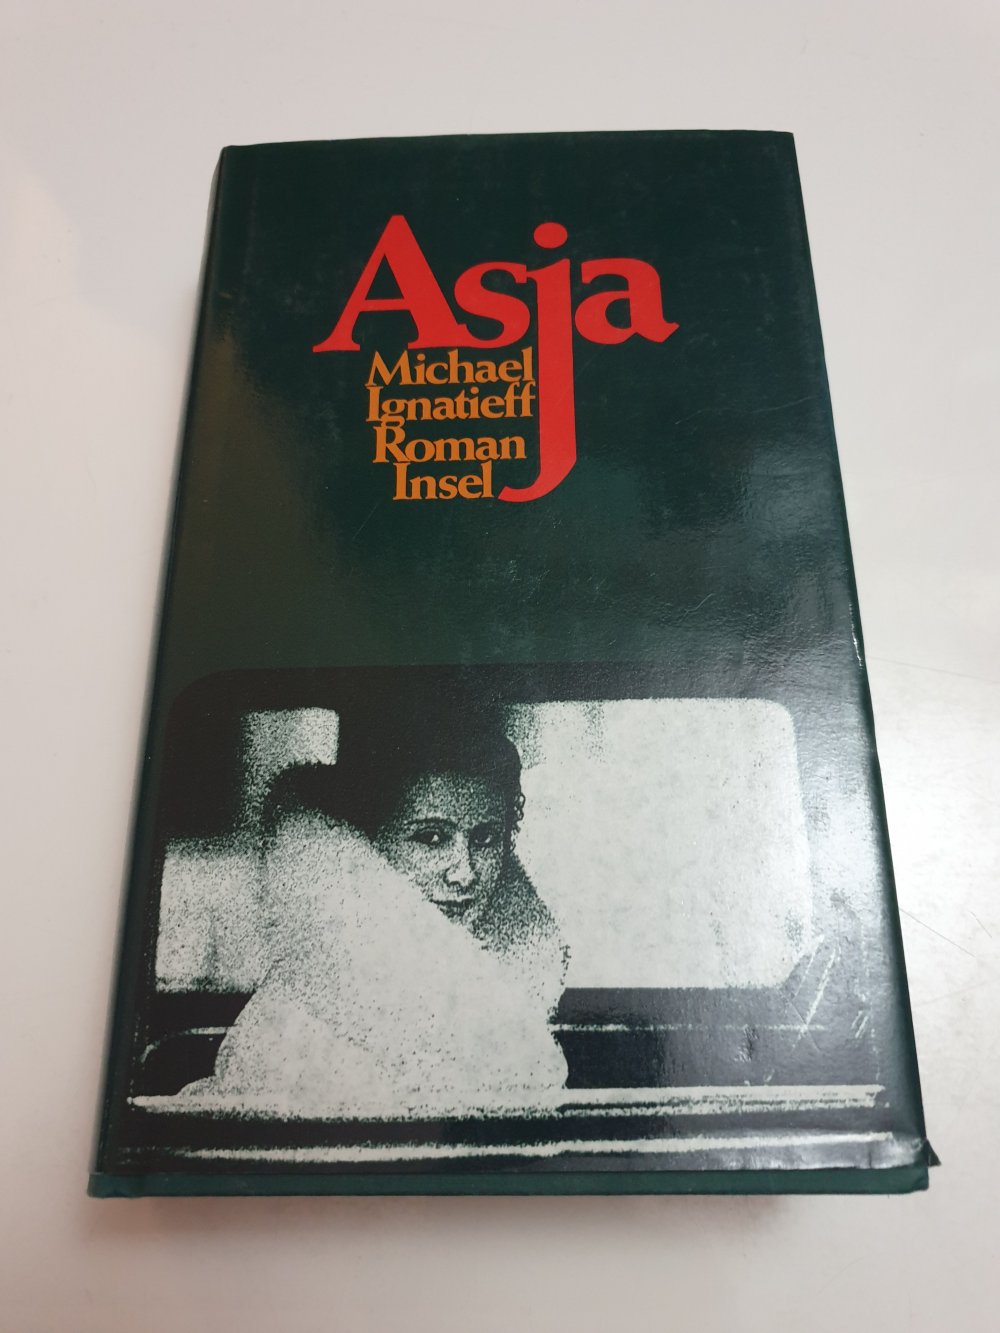 Asja
Michael
Ignatieff
Roman
Insel